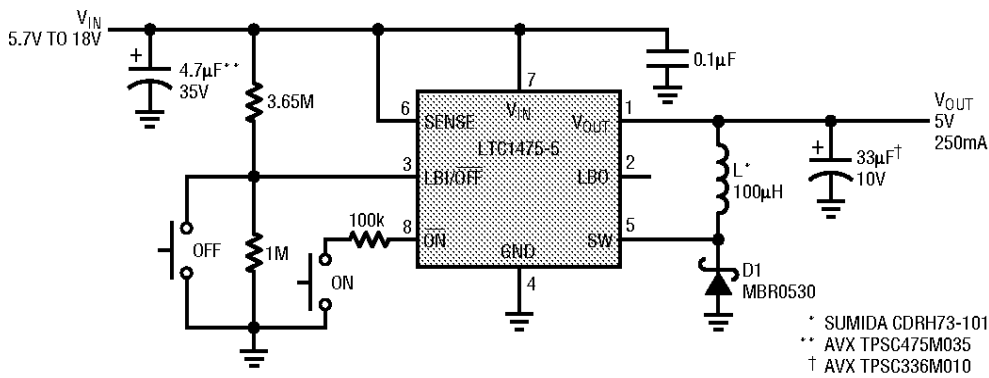 VIN
5.7V TO 18V
+
4.7µF**
35V
3.65M
0.1µF
7
6
SENSE
VIN
VOUT
1
LTC1475-5
3
LBI/OFF
LBO
2
8
ON
SW
5
GND
4
100k
OFF
1M
ON
L*
100µH
+
33µF†
10V
VOUT
5V
250mA
D1
MBR0530
* SUMIDA CDRH73-101
** AVX TPSC475M035
† AVX TPSC336M010